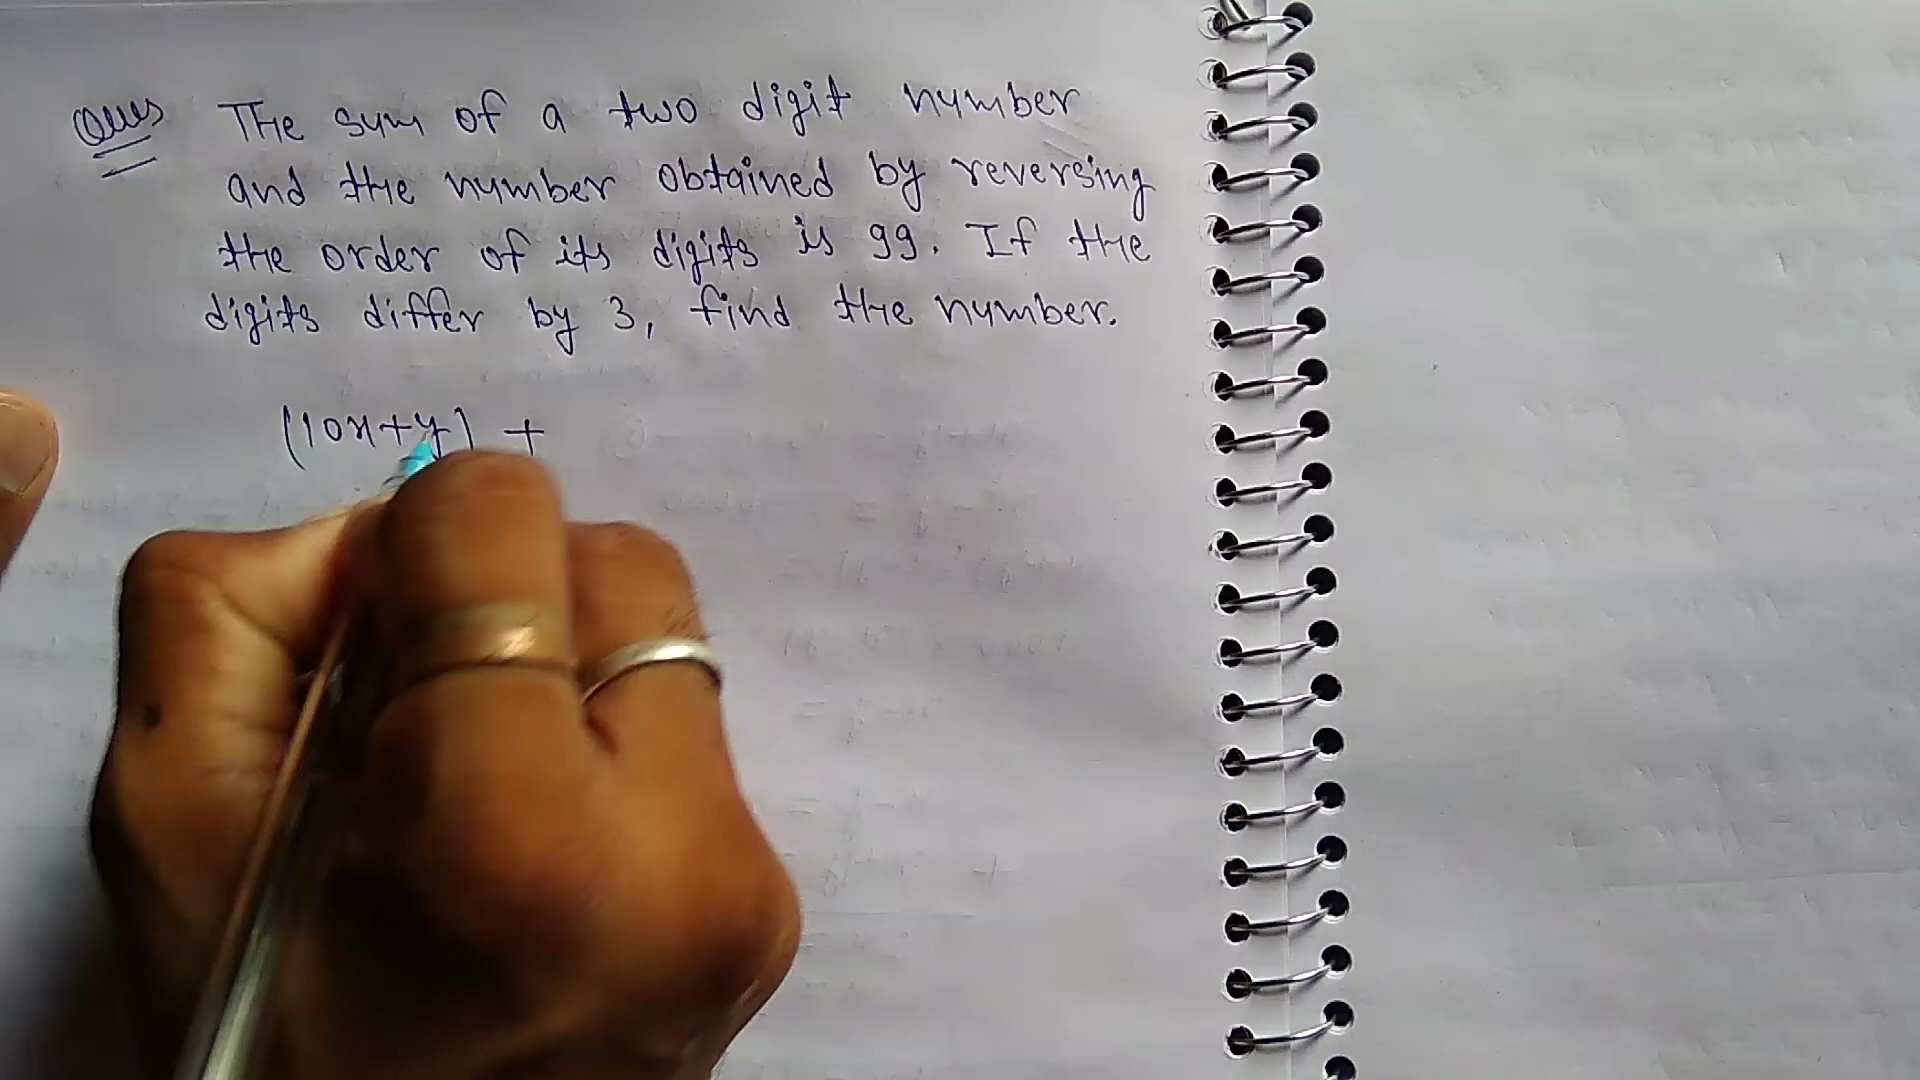 Ques The sum of a two digit number
and the number obtained by reversing
the order of its digits is 99. If the
digits differ by 3, find the number.
(10x+y) +